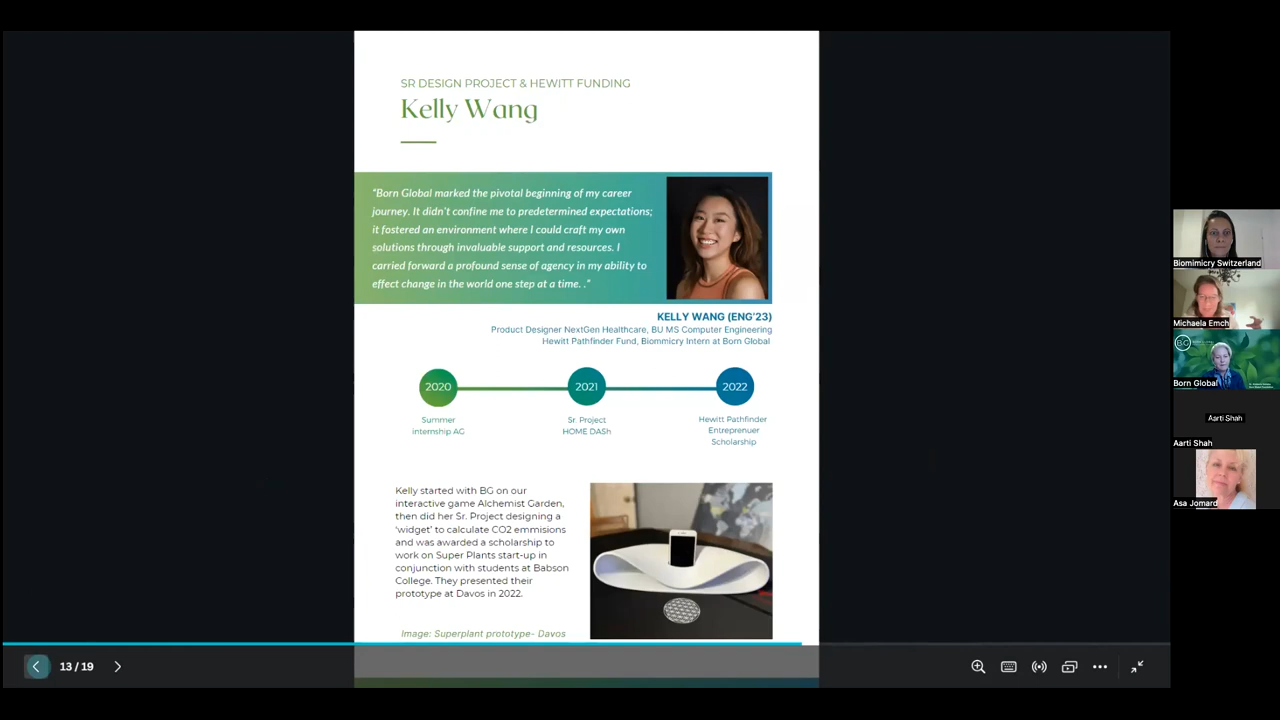 SR DESIGN PROJECT & HEWITT FUNDING
Kelly Wang
“Born Global marked the pivotal beginning of my career
journey. It didn't confine me to predetermined expectations;
it fostered an environment where I could craft my own
solutions through invaluable support and resources. I
carried forward a profound sense of agency in my ability to
effect change in the world one step at a time. .”
KELLY WANG (ENG'23)
Product Designer NextGen Healthcare, BU MS Computer Engineering
Hewitt Pathfinder Fund, Biommicry Intern at Born Global
2020
2021
2022
Summer
internship AG
Sr. Project
HOME DASh
Hewitt Pathfinder
Entreprenuer
Scholarship
Kelly started with BG on our
interactive game Alchemist Garden,
then did her Sr. Project designing a
‘widget’ to calculate CO2 emmisions
and was awarded a scholarship to
work on Super Plants start-up in
conjunction with students at Babson
College. They presented their
prototype at Davos in 2022.
Image: Superplant prototype- Davos
13 / 19
Biomimicry Switzerland
Michaela Emch
BG
Born Global
Aarti Shah
Aarti Shah
Asa Jomard